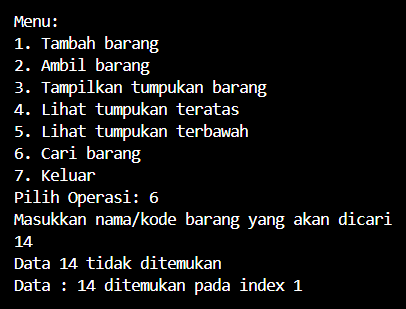 Menu:
1. Tambah barang
2. Ambil barang
3. Tampilkan tumpukan barang
4. Lihat tumpukan teratas
5. Lihat tumpukan terbawah
6. Cari barang
7. Keluar
Pilih Operasi: 6
Masukkan nama/kode barang yang akan dicari
14
Data 14 tidak ditemukan
Data : 14 ditemukan pada index 1